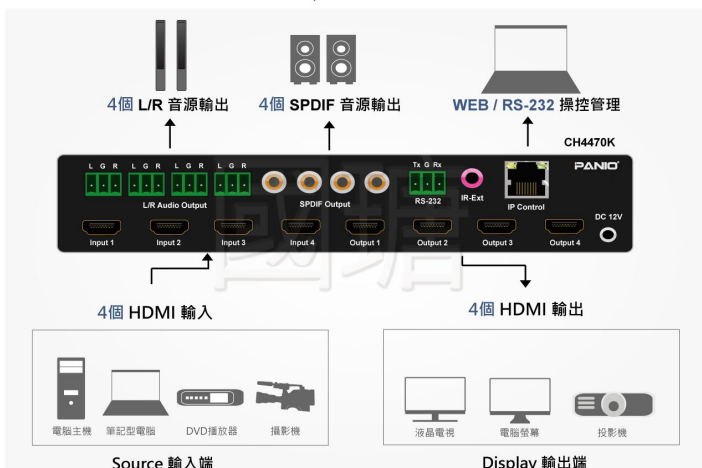 4個 L/R 音源輸出
4個 SPDIF 音源輸出
WEB / RS-232 操控管理
CH4470K
L G R L G R L G R L G R
Tx G Rx
PANIO
L/R Audio Output
SPDIF Output
RS-232
IR-Ext
IP Control
DC 12V
Input 1
Input 2
Input 3
Input 4
Output 1
Output 2
Output 3
Output 4
國琚
4個 HDMI 輸入
4個 HDMI 輸出
電腦主機
筆記型電腦
DVD播放器
攝影機
液晶電視
電腦螢幕
投影機
Source 輸入端
Display 輸出端